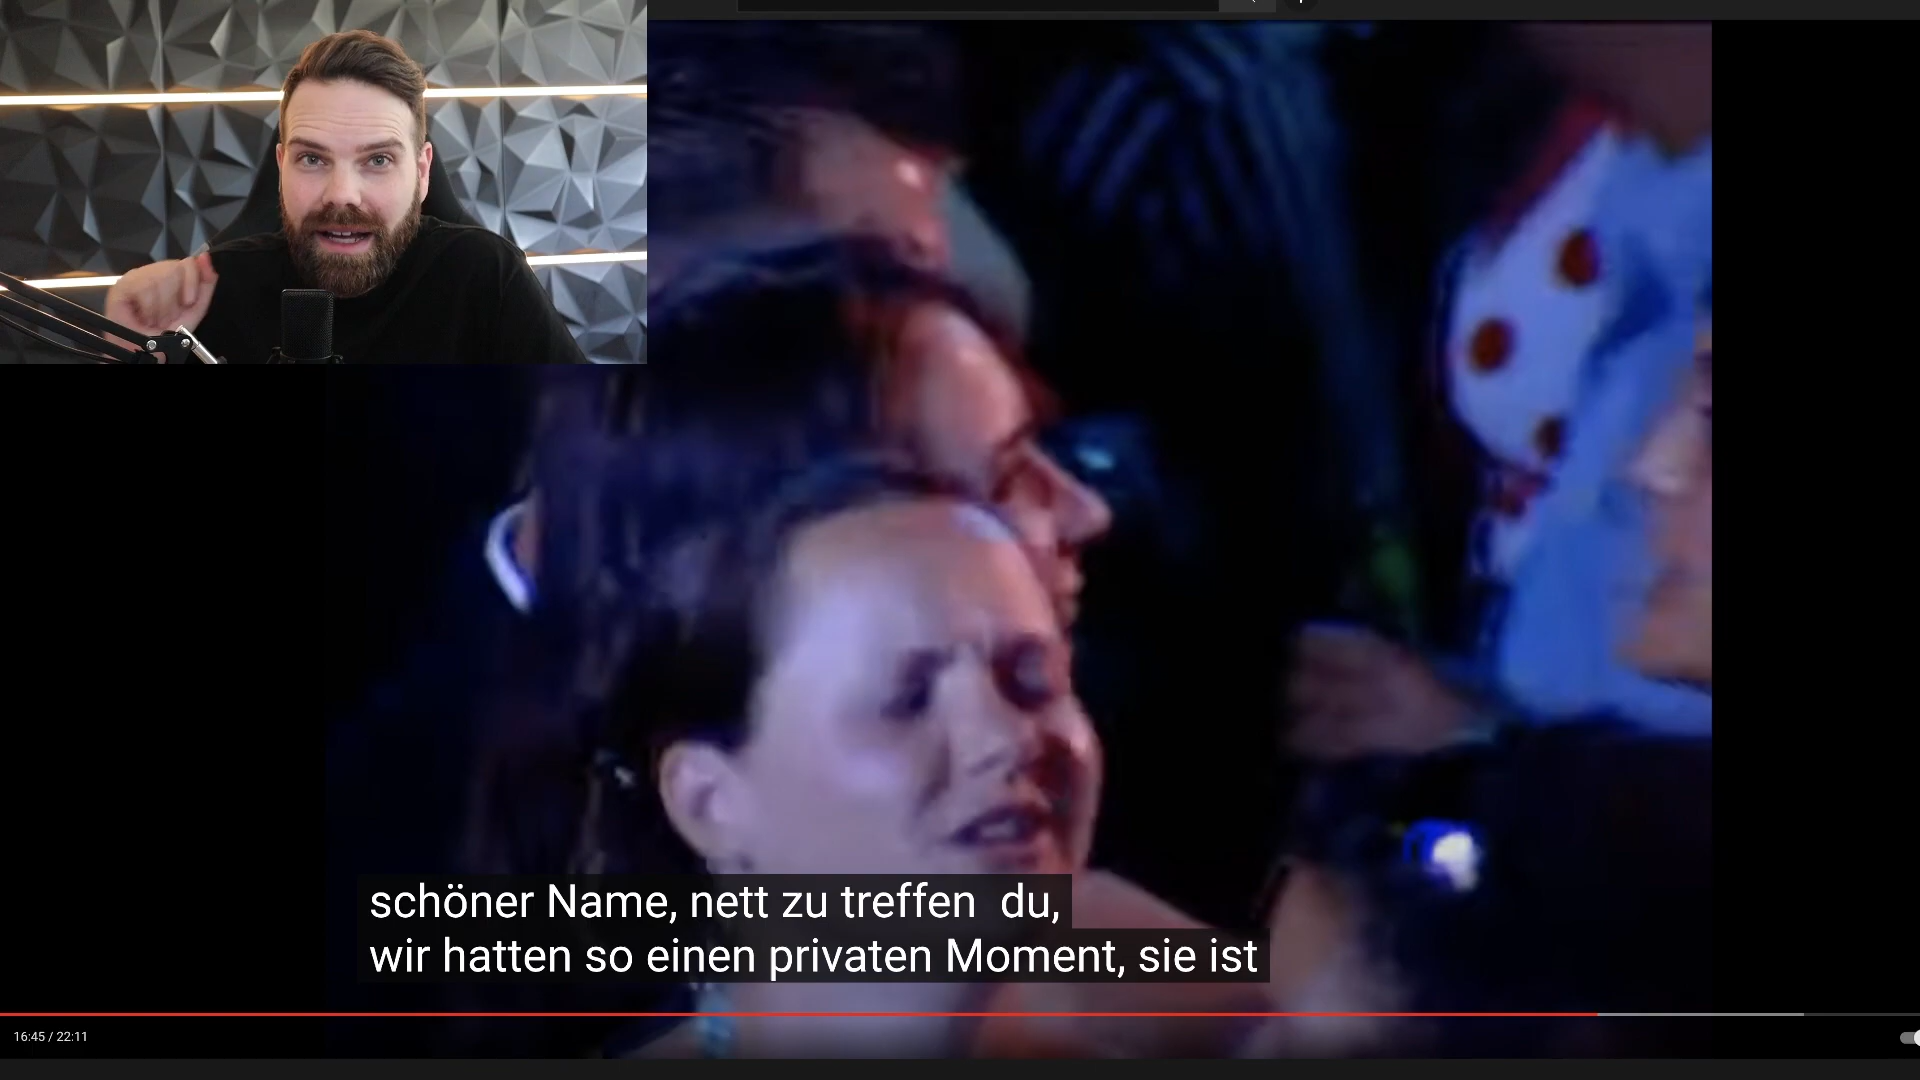 schöner Name, nett zu treffen  du,
wir hatten so einen privaten Moment, sie ist
16:45 / 22:11